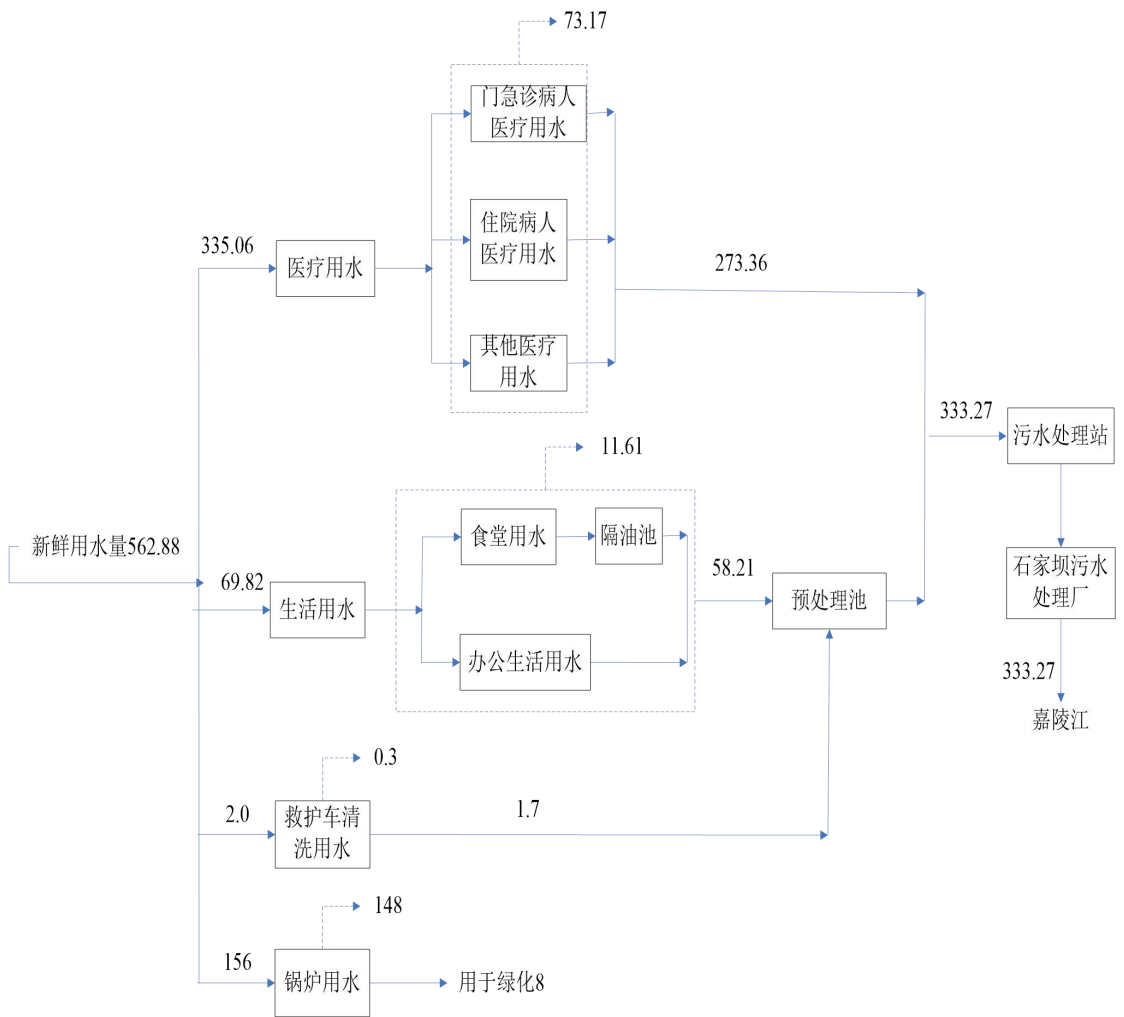 73.17
门急诊病人
医疗用水
住院病人
医疗用水
335.06
医疗用水
273.36
其他医疗
用水
333.27
污水处理站
11.61
食堂用水
隔油池
新鲜用水量562.88
69.82
生活用水
58.21
预处理池
石家坝污水
处理厂
办公生活用水
333.27
嘉陵江
0.3
2.0
救护车清
洗用水
1.7
148
156
锅炉用水
用于绿化8